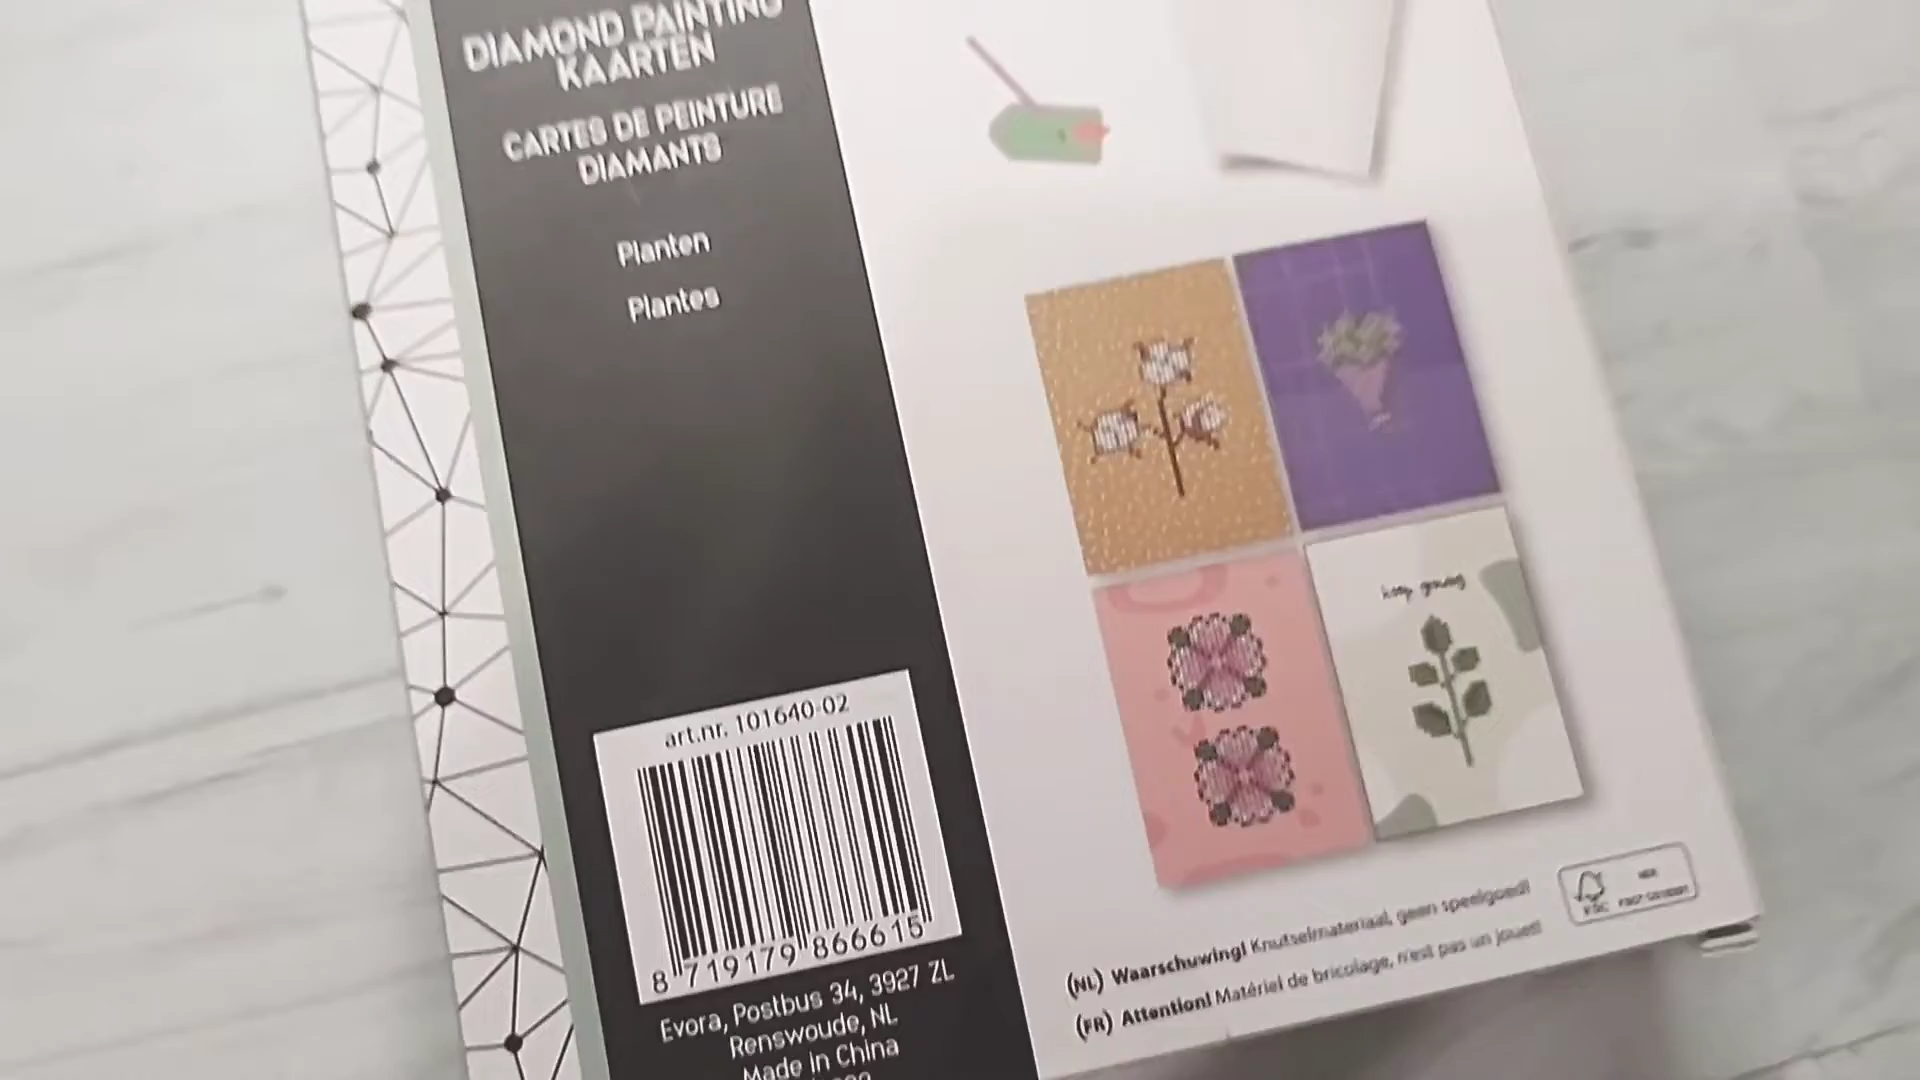 DIAMOND PAINTING
KAARTEN
CARTES DE PEINTURE
DIAMANTS
Planten
Plantes
art.nr. 101640-02
8 719179 866615
Evora, Postbus 34, 3927 ZL
Renswoude, NL
Made in China
keep growing
(NL) Waarschuwing! Knutselmateriaal, geen speelgoed!
(FR) Attention! Matériel de bricolage, n'est pas un jouet!
FSC
MIX